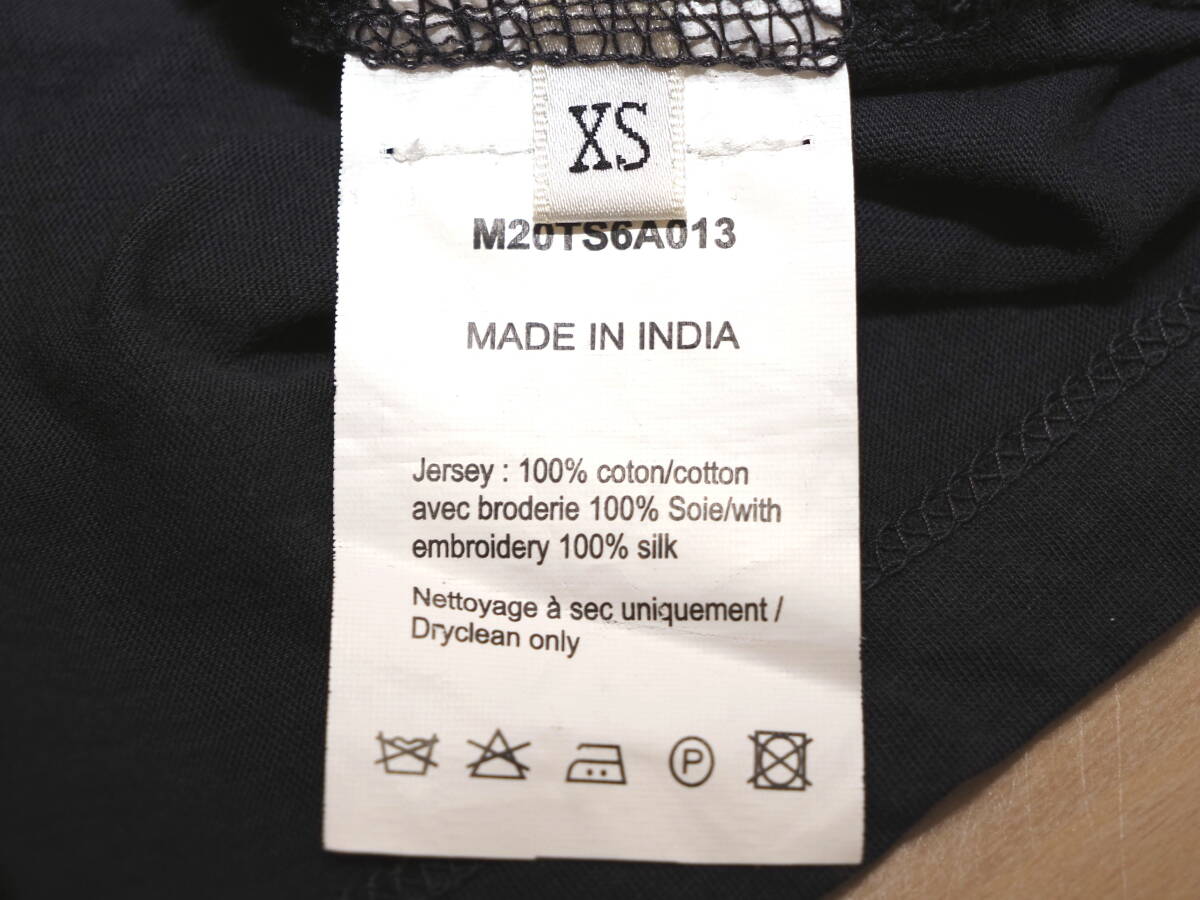 XS
M20TS6A013
MADE IN INDIA
Jersey : 100% coton/cotton
avec broderie 100% Soie/with
embroidery 100% silk
Nettoyage à sec uniquement /
Dryclean only
P